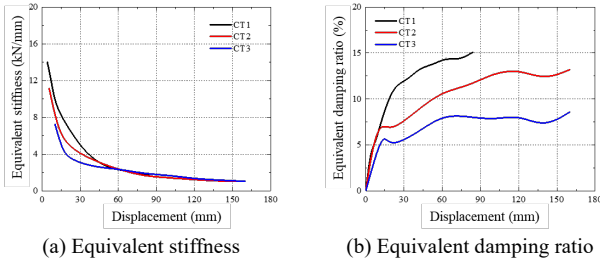 Equivalent stiffness (kN/mm)
20
16
12
8
4
0
CT1
CT2
CT3
0 30 60 90 120 150 180
Displacement (mm)
(a) Equivalent stiffness
Equivalent damping ratio (%)
20
15
10
5
0
CT1
CT2
CT3
0 30 60 90 120 150 180
Displacement (mm)
(b) Equivalent damping ratio